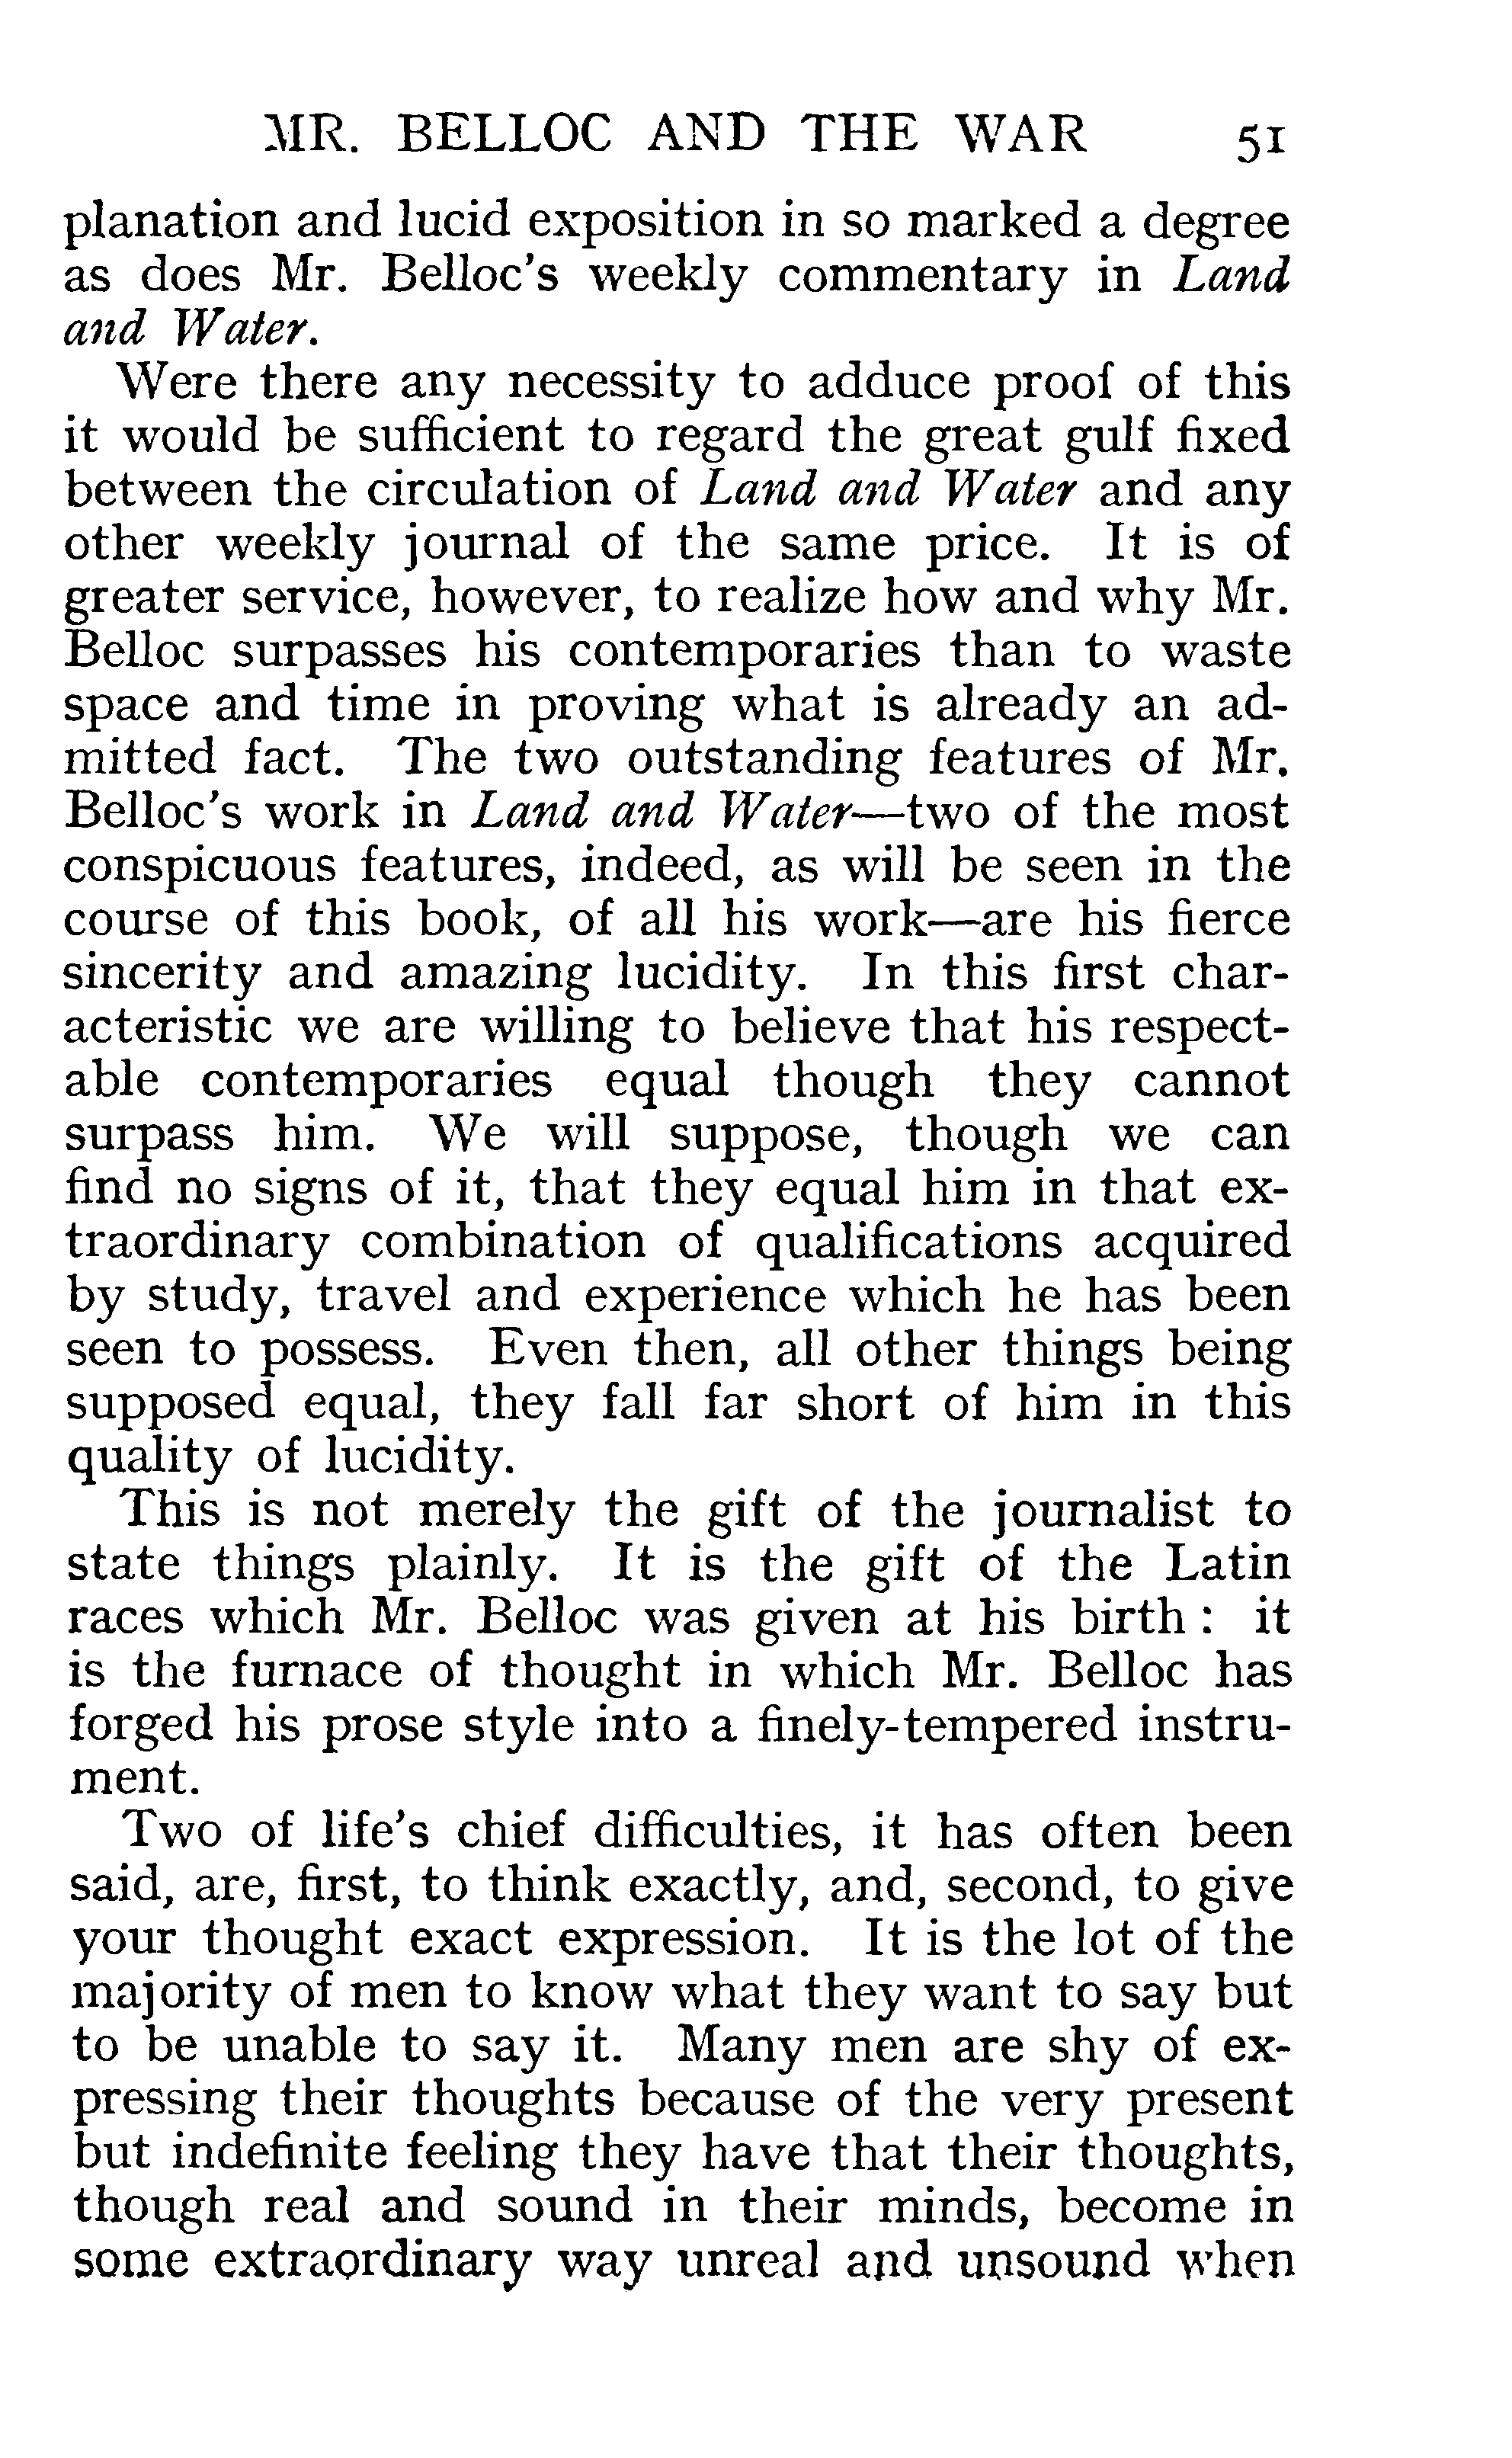 MR. BELLOC AND THE WAR 51
planation and lucid exposition in so marked a degree
as does Mr. Belloc's weekly commentary in Land
and Water.
Were there any necessity to adduce proof of this
it would be sufficient to regard the great gulf fixed
between the circulation of Land and Water and any
other weekly journal of the same price. It is of
greater service, however, to realize how and why Mr.
Belloc surpasses his contemporaries than to waste
space and time in proving what is already an ad-
mitted fact. The two outstanding features of Mr.
Belloc's work in Land and Water—two of the most
conspicuous features, indeed, as will be seen in the
course of this book, of all his work—are his fierce
sincerity and amazing lucidity. In this first char-
acteristic we are willing to believe that his respect-
able contemporaries equal though they cannot
surpass him. We will suppose, though we can
find no signs of it, that they equal him in that ex-
traordinary combination of qualifications acquired
by study, travel and experience which he has been
seen to possess. Even then, all other things being
supposed equal, they fall far short of him in this
quality of lucidity.
This is not merely the gift of the journalist to
state things plainly. It is the gift of the Latin
races which Mr. Belloc was given at his birth : it
is the furnace of thought in which Mr. Belloc has
forged his prose style into a finely-tempered instru-
ment.
Two of life's chief difficulties, it has often been
said, are, first, to think exactly, and, second, to give
your thought exact expression. It is the lot of the
majority of men to know what they want to say but
to be unable to say it. Many men are shy of ex-
pressing their thoughts because of the very present
but indefinite feeling they have that their thoughts,
though real and sound in their minds, become in
some extraordinary way unreal and unsound when